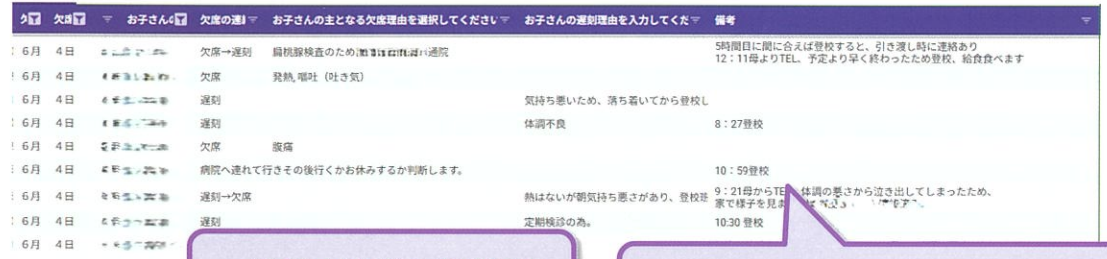 欠席の連 お子さんの主となる欠席理由を選択してください お子さんの遅刻理由を入力してくだ 備考
6月 4日 欠席→遅刻 扁桃腺検査のため 通院 5時間目に間に合えば登校すると、引き渡し時に連絡あり
12:11母よりTEL、予定より早く終わったため登校、給食食べます
6月 4日 欠席 発熱,嘔吐（吐き気）
6月 4日 遅刻 気持ち悪いため、落ち着いてから登校し
6月 4日 遅刻 体調不良 8:27登校
6月 4日 欠席 腹痛
6月 4日 病院へ連れて行きその後行くかお休みするか判断します。 10:59登校
6月 4日 遅刻→欠席 熱はないが朝気持ち悪さがあり、登校班 9:21母からTE 体調の悪さから泣き出してしまったため、
家で様子を見ま
6月 4日 遅刻 定期検診の為。 10:30 登校
6月 4日